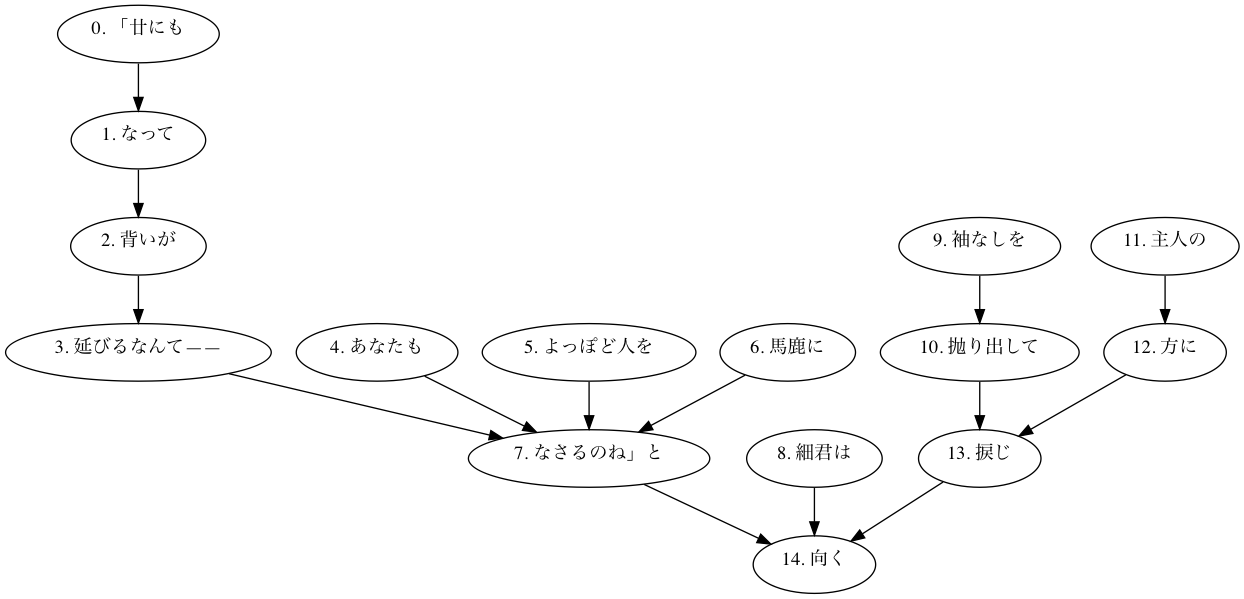 0. 「廿にも
1. なって
2. 背いが
3. 延びるなんて――
4. あなたも
5. よっぽど人を
6. 馬鹿に
7. なさるのね」と
8. 細君は
9. 袖なしを
10. 抛り出して
11. 主人の
12. 方に
13. 捩じ
14. 向く